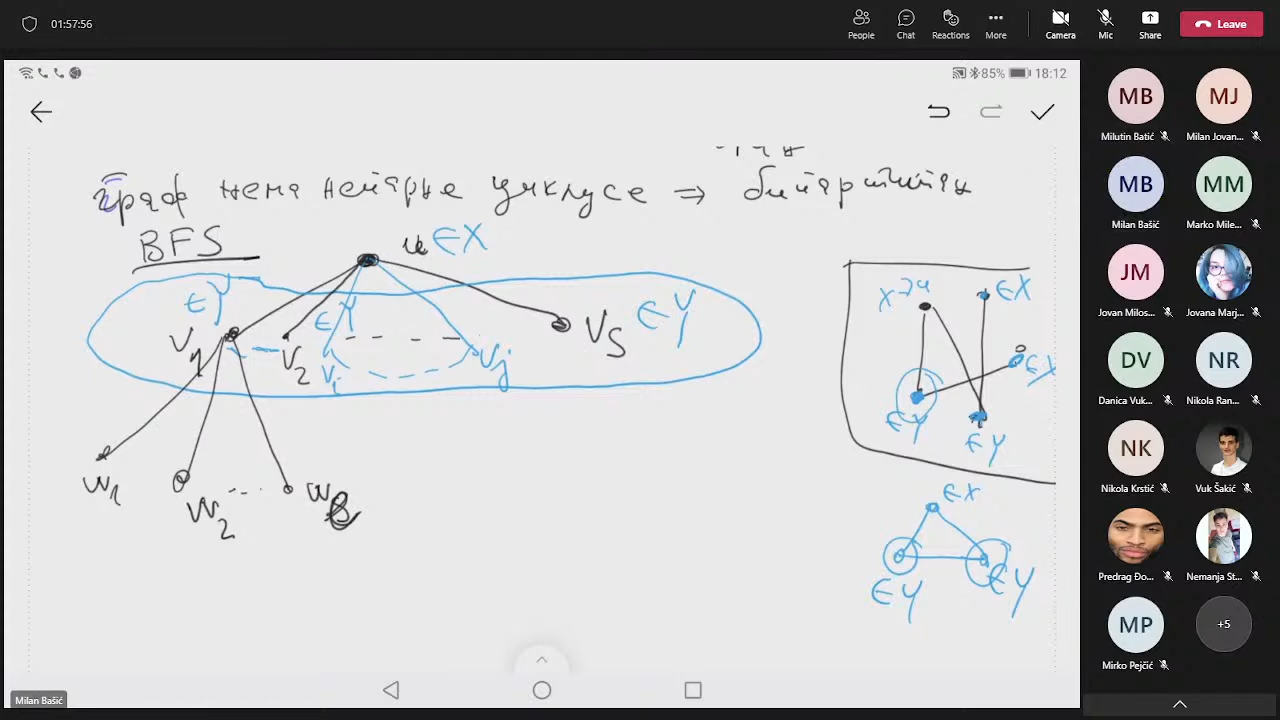 01:57:56
People Chat Reactions More Camera Mic Share Leave
85% 18:12
граф нема непарне циклусе ⇒ бипартитан
BFS
u ∈X
∈Y
∈Y
v1 v2 vi vj vs ∈Y
w1 w2 w
X∋u ∈X
∈X
∈Y
∈Y
∈X
∈Y ∈Y
Milan Bašić
MB MJ
Milutin Batić Milan Jovan...
MB MM
Milan Bašić Marko Mile...
JM
Jovan Milos... Jovana Marj...
DV NR
Danica Vuk... Nikola Ran...
NK
Nikola Krstić Vuk Šakić
Predrag Đo... Nemanja St...
MP +5
Mirko Pejčić